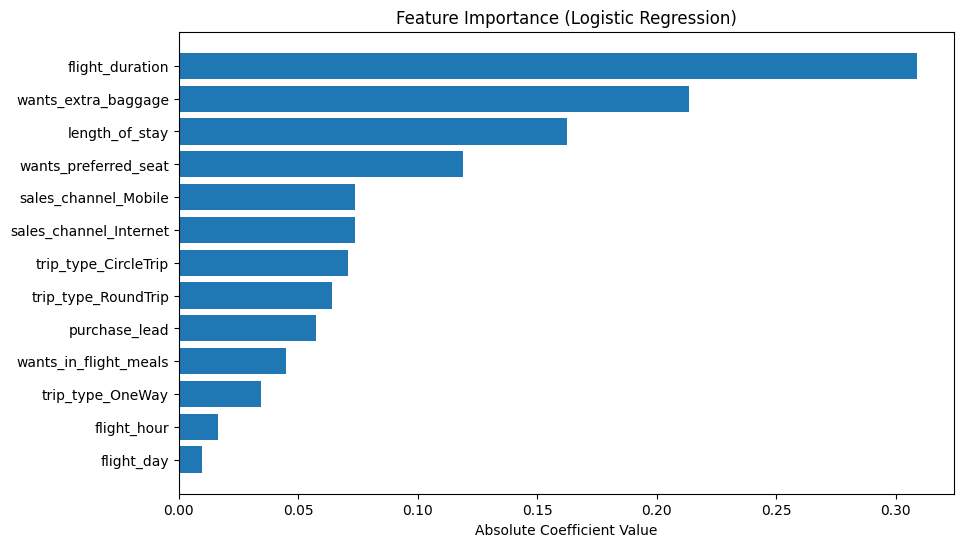 Feature Importance (Logistic Regression)
flight_duration
wants_extra_baggage
length_of_stay
wants_preferred_seat
sales_channel_Mobile
sales_channel_Internet
trip_type_CircleTrip
trip_type_RoundTrip
purchase_lead
wants_in_flight_meals
trip_type_OneWay
flight_hour
flight_day
0.00 0.05 0.10 0.15 0.20 0.25 0.30
Absolute Coefficient Value